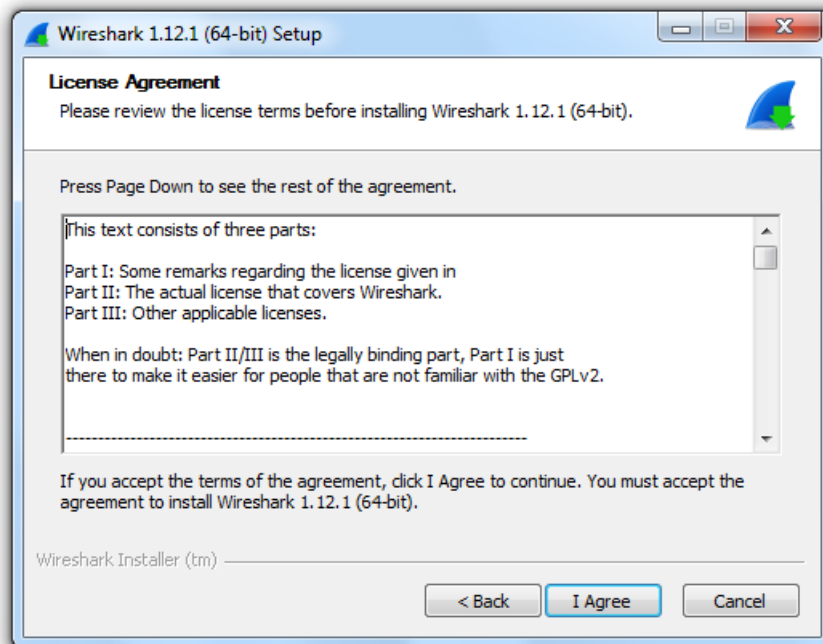 Wireshark 1.12.1 (64-bit) Setup
License Agreement
Please review the license terms before installing Wireshark 1.12.1 (64-bit).
Press Page Down to see the rest of the agreement.
This text consists of three parts:
Part I: Some remarks regarding the license given in
Part II: The actual license that covers Wireshark.
Part III: Other applicable licenses.
When in doubt: Part II/III is the legally binding part, Part I is just
there to make it easier for people that are not familiar with the GPLv2.
-----------------------------------------------------------------------
If you accept the terms of the agreement, click I Agree to continue. You must accept the
agreement to install Wireshark 1.12.1 (64-bit).
Wireshark Installer (tm)
< Back
I Agree
Cancel